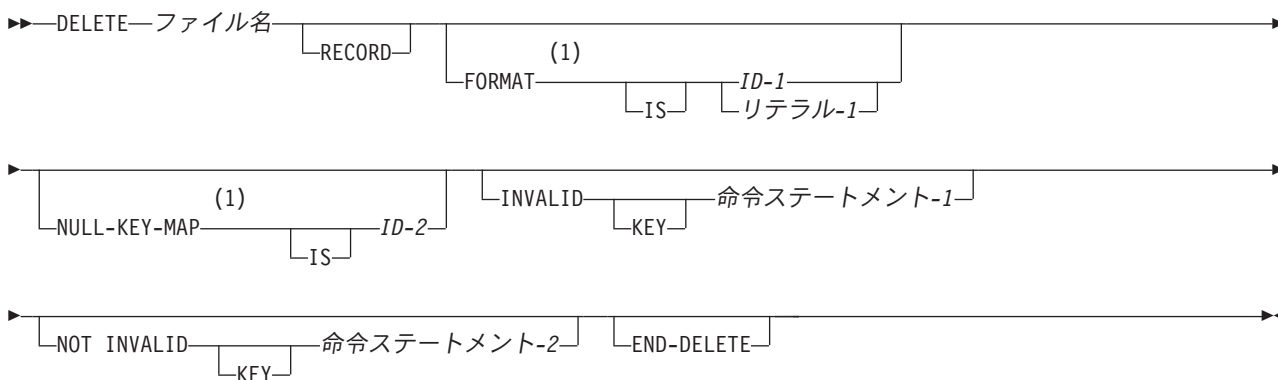 DELETE ファイル名
RECORD
(1)
FORMAT
IS
ID-1
リテラル-1
(1)
NULL-KEY-MAP
IS
ID-2
INVALID
KEY
命令ステートメント-1
NOT INVALID
KEY
命令ステートメント-2
END-DELETE